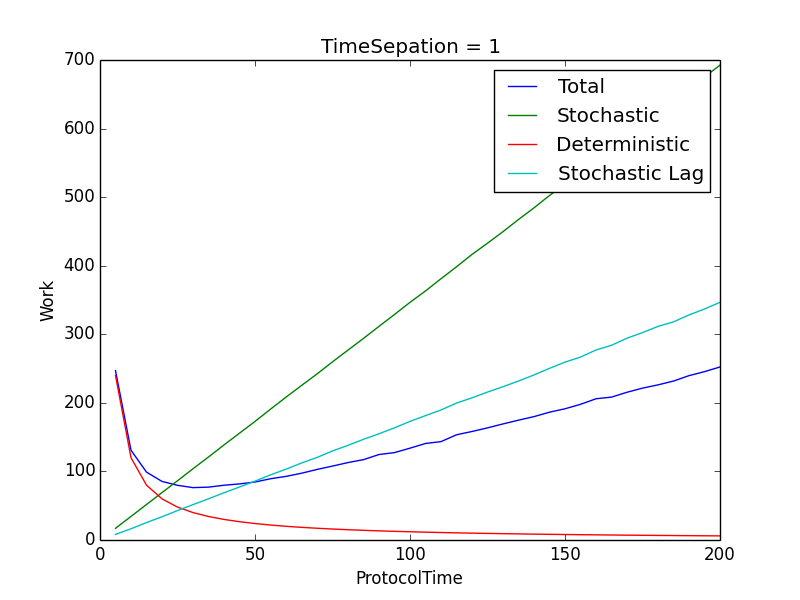 TimeSepation = 1
700
600
500
400
300
200
100
0
Work
Total
Stochastic
Deterministic
Stochastic Lag
0
50
100
150
200
ProtocolTime